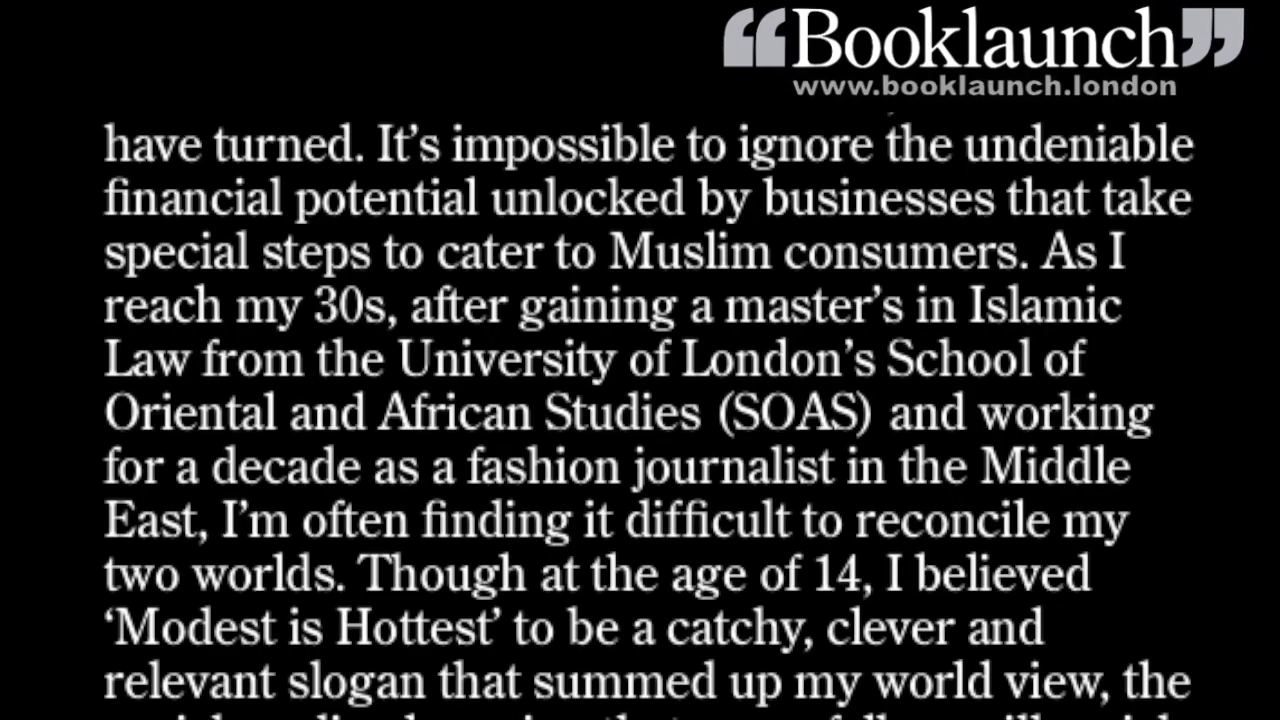 “Booklaunch”
www.booklaunch.london
have turned. It’s impossible to ignore the undeniable
financial potential unlocked by businesses that take
special steps to cater to Muslim consumers. As I
reach my 30s, after gaining a master’s in Islamic
Law from the University of London’s School of
Oriental and African Studies (SOAS) and working
for a decade as a fashion journalist in the Middle
East, I’m often finding it difficult to reconcile my
two worlds. Though at the age of 14, I believed
‘Modest is Hottest’ to be a catchy, clever and
relevant slogan that summed up my world view, the